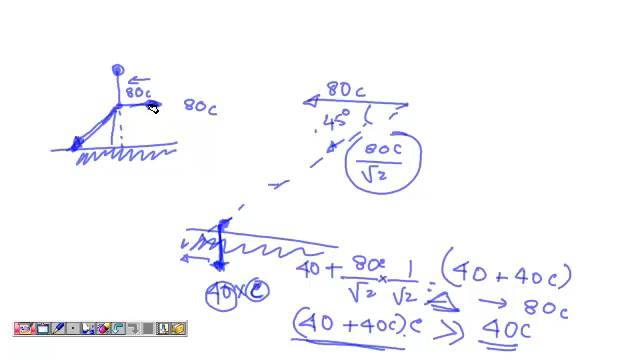 80c
80c
80c
45°
80c
√2
40 + 80c/√2 × 1/√2 = (40 + 40c)
40 × c
→ 80c
(40 + 40c).c >> 40c